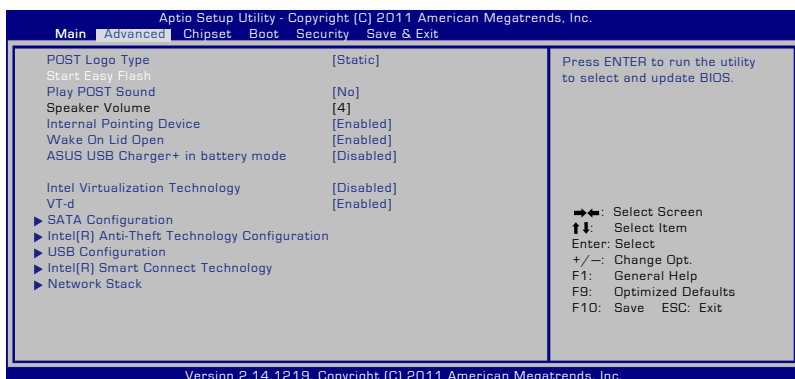 Aptio Setup Utility - Copyright (C) 2011 American Megatrends, Inc.
Main Advanced Chipset Boot Security Save & Exit
POST Logo Type [Static]
Start Easy Flash
Play POST Sound [No]
Speaker Volume [4]
Internal Pointing Device [Enabled]
Wake On Lid Open [Enabled]
ASUS USB Charger+ in battery mode [Disabled]
Intel Virtualization Technology [Disabled]
VT-d [Enabled]
▶ SATA Configuration
▶ Intel(R) Anti-Theft Technology Configuration
▶ USB Configuration
▶ Intel(R) Smart Connect Technology
▶ Network Stack
Press ENTER to run the utility
to select and update BIOS.
→←: Select Screen
↑↓: Select Item
Enter: Select
+/—: Change Opt.
F1: General Help
F9: Optimized Defaults
F10: Save ESC: Exit
Version 2.14.1219. Copyright (C) 2011 American Megatrends, Inc.